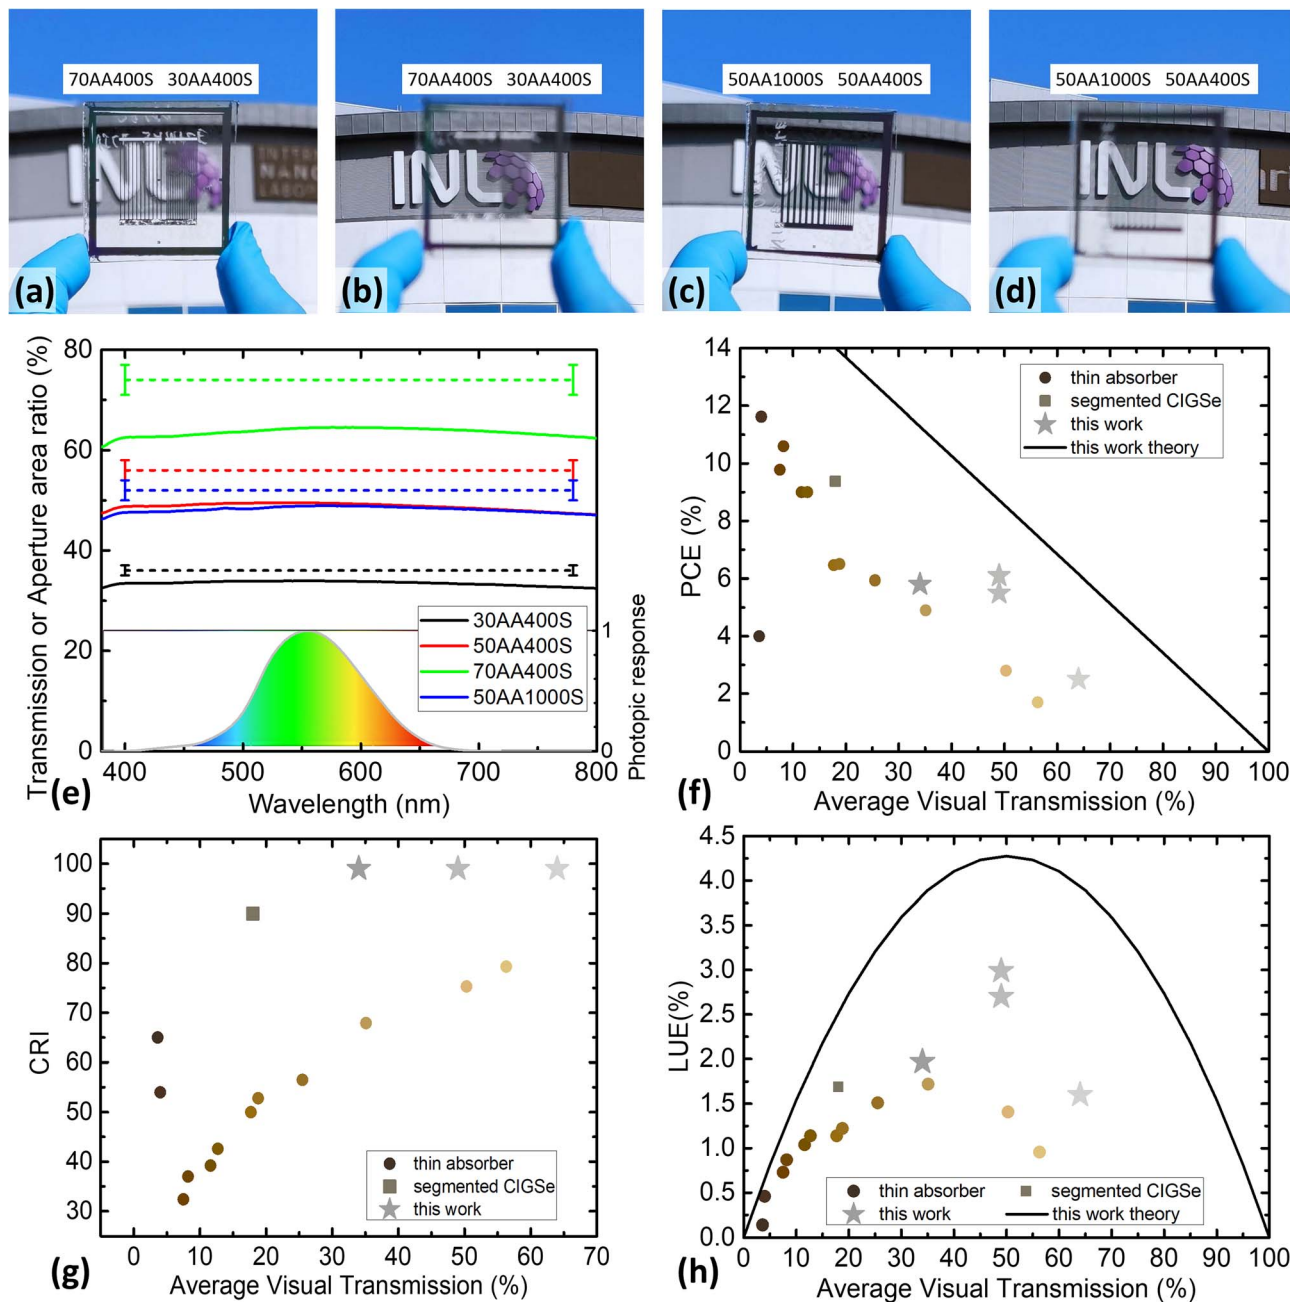 70AA400S 30AA400S
INL
INTERNA
NANO
LABOR
(a)
70AA400S 30AA400S
INL
(b)
50AA1000S 50AA400S
INL
(c)
50AA1000S 50AA400S
INL
(d)
Transmission or Aperture area ratio (%)
80
60
40
20
0
30AA400S
50AA400S
70AA400S
50AA1000S
1
0
Photopic response
400 500 600 700 800
Wavelength (nm)
(e)
PCE (%)
14
12
10
8
6
4
2
0
thin absorber
segmented CIGSe
this work
this work theory
0 10 20 30 40 50 60 70 80 90 100
Average Visual Transmission (%)
(f)
CRI
100
90
80
70
60
50
40
30
thin absorber
segmented CIGSe
this work
0 10 20 30 40 50 60 70
Average Visual Transmission (%)
(g)
LUE(%)
4.5
4.0
3.5
3.0
2.5
2.0
1.5
1.0
0.5
0.0
thin absorber segmented CIGSe
this work this work theory
0 10 20 30 40 50 60 70 80 90 100
Average Visual Transmission (%)
(h)